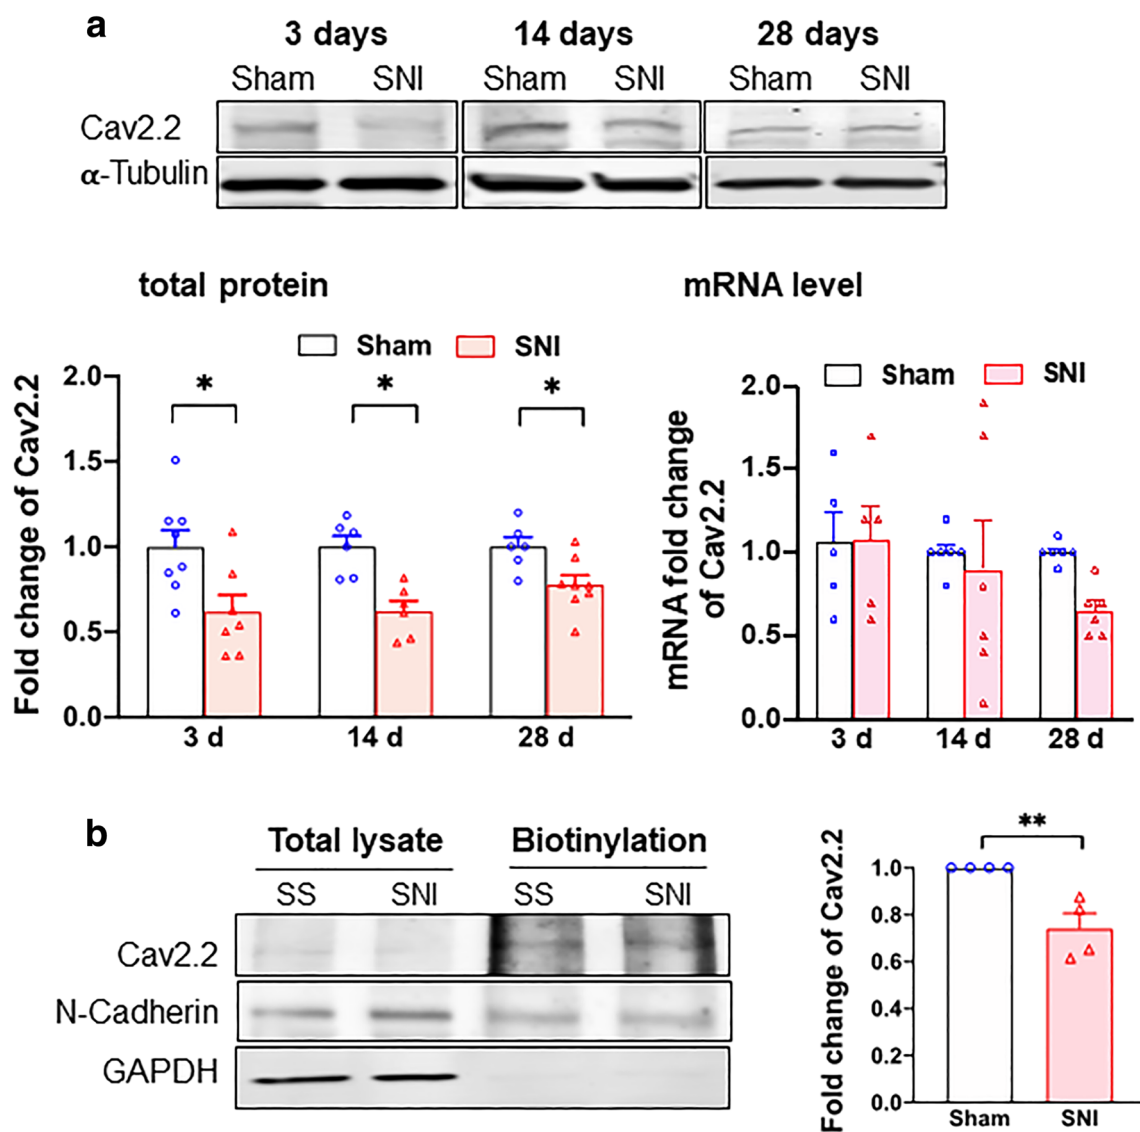 a
3 days 14 days 28 days
Sham SNI Sham SNI Sham SNI
Cav2.2
α-Tubulin
total protein
Sham SNI
Fold change of Cav2.2
2.0
1.5
1.0
0.5
0.0
* * *
3 d 14 d 28 d
mRNA level
Sham SNI
mRNA fold change
of Cav2.2
2.0
1.5
1.0
0.5
0.0
3 d 14 d 28 d
b
Total lysate Biotinylation
SS SNI SS SNI
Cav2.2
N-Cadherin
GAPDH
Fold change of Cav2.2
**
1.0
0.8
0.6
0.4
0.2
0.0
Sham SNI